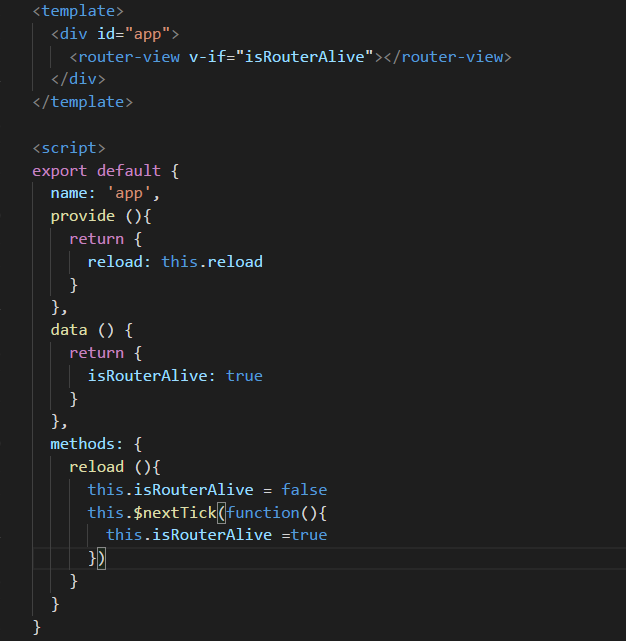 <template>
  <div id="app">
    <router-view v-if="isRouterAlive"></router-view>
  </div>
</template>

<script>
export default {
  name: 'app',
  provide (){
    return {
      reload: this.reload
    }
  },
  data () {
    return {
      isRouterAlive: true
    }
  },
  methods: {
    reload (){
      this.isRouterAlive = false
      this.$nextTick(function(){
        this.isRouterAlive =true
      })
    }
  }
}